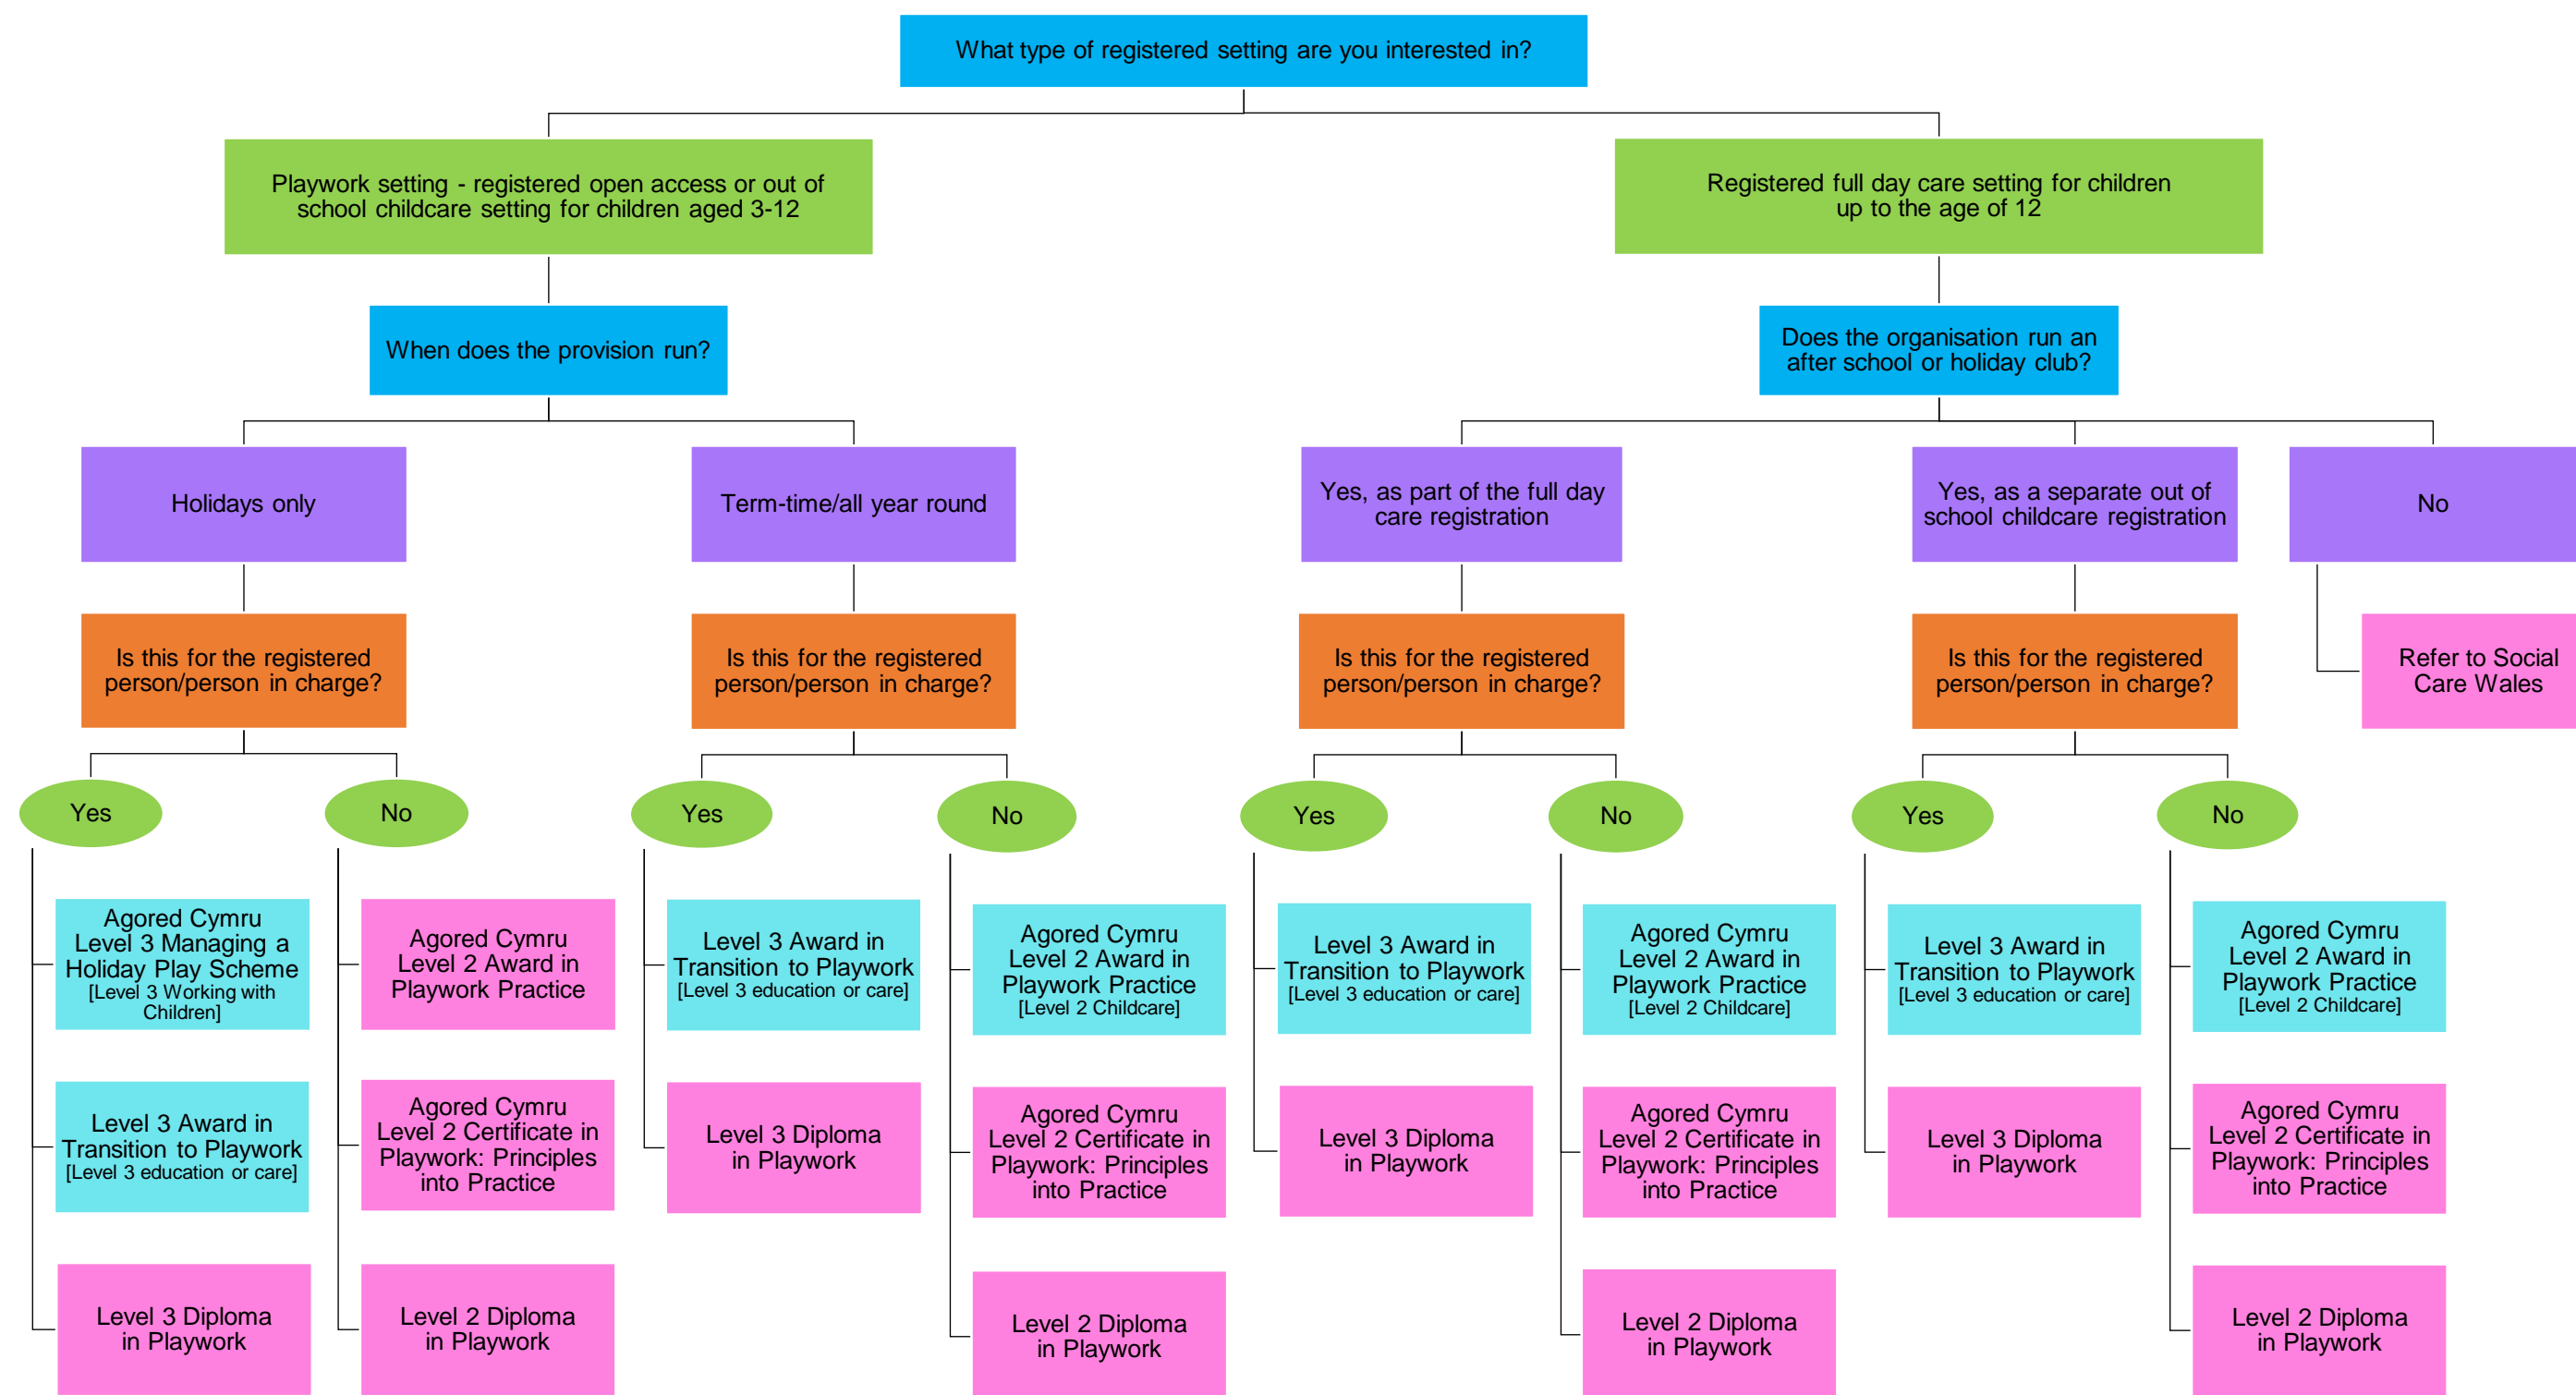 What type of registered setting are you interested in?
Playwork setting - registered open access or out of
school childcare setting for children aged 3-12
Registered full day care setting for children
up to the age of 12
When does the provision run?
Does the organisation run an
after school or holiday club?
Holidays only
Term-time/all year round
Yes, as part of the full day
care registration
Yes, as a separate out of
school childcare registration
No
Is this for the registered
person/person in charge?
Is this for the registered
person/person in charge?
Is this for the registered
person/person in charge?
Is this for the registered
person/person in charge?
Refer to Social
Care Wales
Yes
No
Yes
No
Yes
No
Yes
No
Agored Cymru
Level 3 Managing a
Holiday Play Scheme
[Level 3 Working with
Children]
Agored Cymru
Level 2 Award in
Playwork Practice
Level 3 Award in
Transition to Playwork
[Level 3 education or care]
Agored Cymru
Level 2 Award in
Playwork Practice
[Level 2 Childcare]
Level 3 Award in
Transition to Playwork
[Level 3 education or care]
Agored Cymru
Level 2 Award in
Playwork Practice
[Level 2 Childcare]
Level 3 Award in
Transition to Playwork
[Level 3 education or care]
Agored Cymru
Level 2 Award in
Playwork Practice
[Level 2 Childcare]
Level 3 Award in
Transition to Playwork
[Level 3 education or care]
Agored Cymru
Level 2 Certificate in
Playwork: Principles
into Practice
Level 3 Diploma
in Playwork
Agored Cymru
Level 2 Certificate in
Playwork: Principles
into Practice
Level 3 Diploma
in Playwork
Agored Cymru
Level 2 Certificate in
Playwork: Principles
into Practice
Level 3 Diploma
in Playwork
Agored Cymru
Level 2 Certificate in
Playwork: Principles
into Practice
Level 3 Diploma
in Playwork
Level 2 Diploma
in Playwork
Level 2 Diploma
in Playwork
Level 2 Diploma
in Playwork
Level 2 Diploma
in Playwork